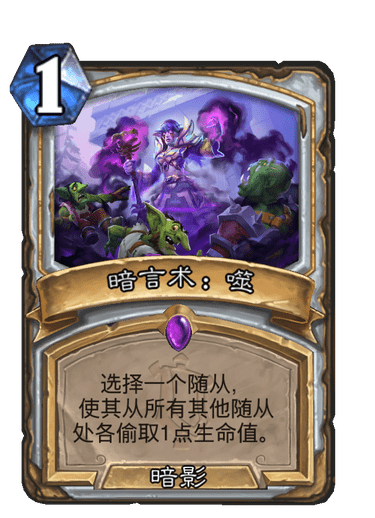 1
暗言术：噬
选择一个随从，
使其从所有其他随从
处各偷取1点生命值。
暗影